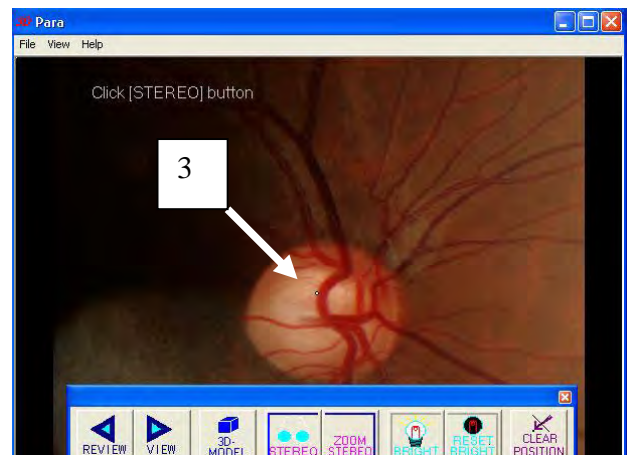 3D Para
File View Help
Click [STEREO] button
3
REVIEW
VIEW
3D-
MODEL
STEREO
ZOOM
STEREO
BRIGHT
RESET
BRIGHT
CLEAR
POSITION